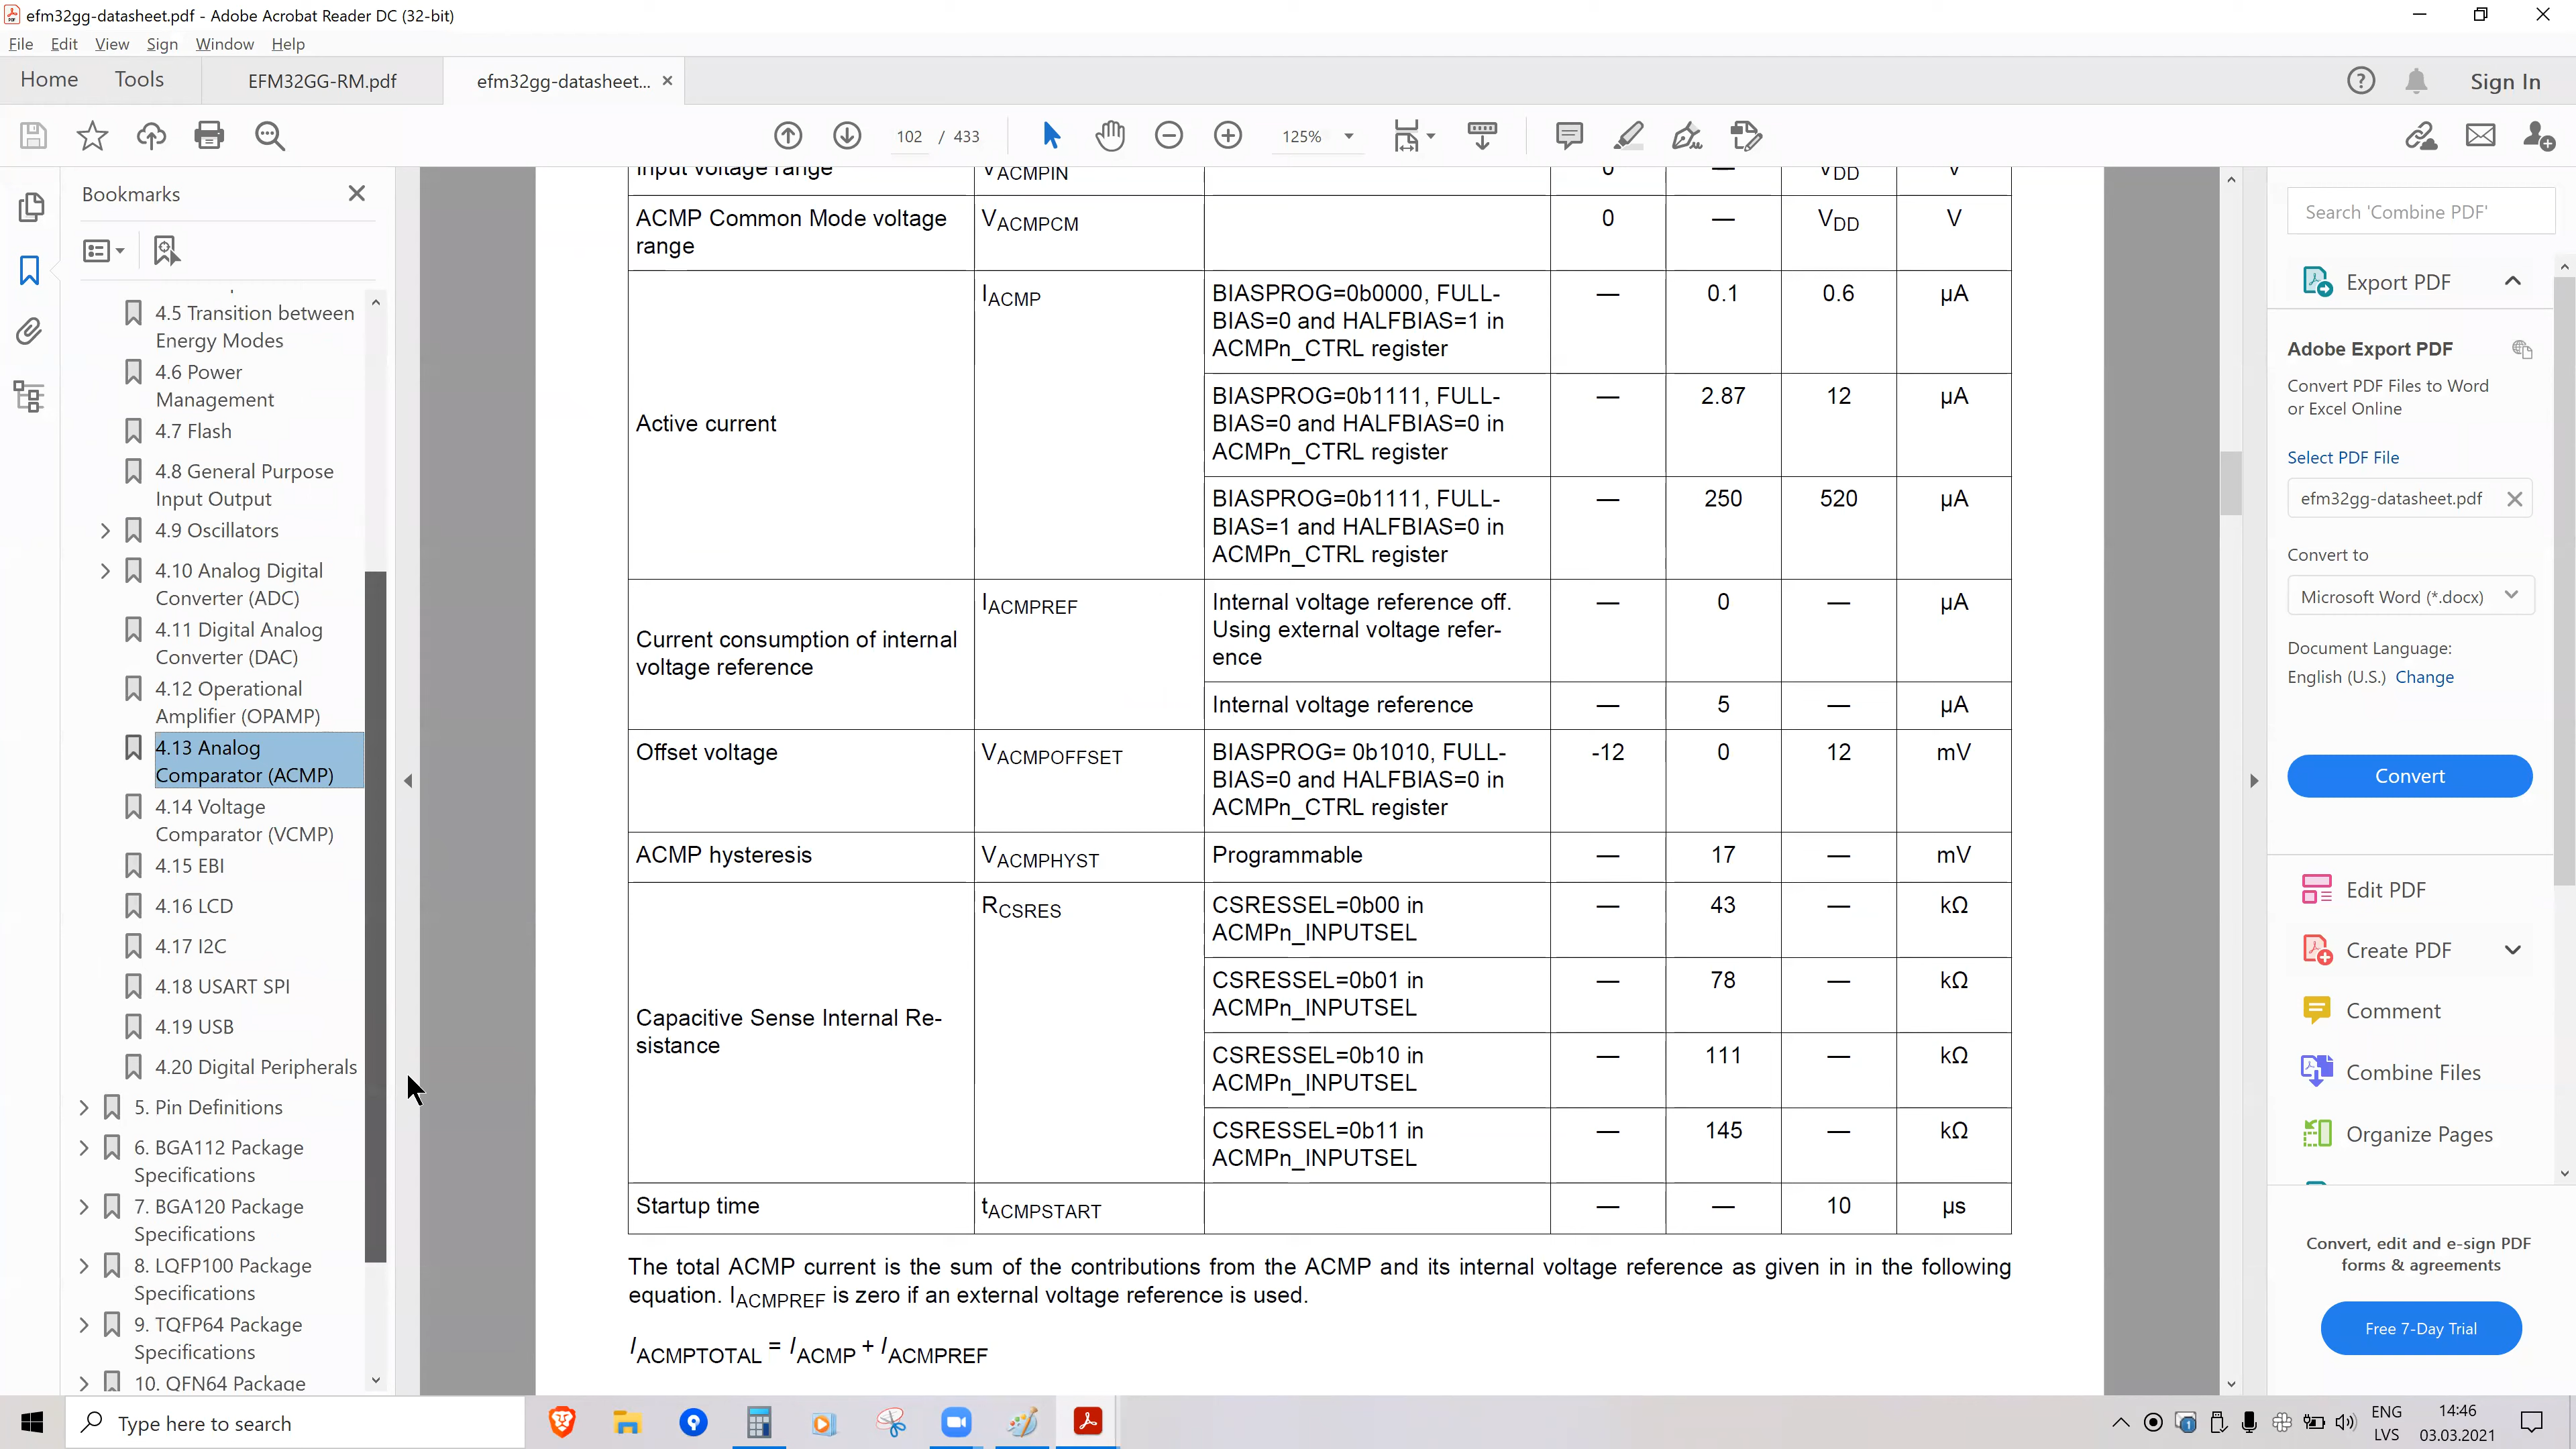 efm32gg-datasheet.pdf - Adobe Acrobat Reader DC (32-bit)
File Edit View Sign Window Help
Home Tools EFM32GG-RM.pdf efm32gg-datasheet... Sign In
102 / 433 125%
Bookmarks
4.5 Transition between
Energy Modes
4.6 Power
Management
4.7 Flash
4.8 General Purpose
Input Output
4.9 Oscillators
4.10 Analog Digital
Converter (ADC)
4.11 Digital Analog
Converter (DAC)
4.12 Operational
Amplifier (OPAMP)
4.13 Analog
Comparator (ACMP)
4.14 Voltage
Comparator (VCMP)
4.15 EBI
4.16 LCD
4.17 I2C
4.18 USART SPI
4.19 USB
4.20 Digital Peripherals
5. Pin Definitions
6. BGA112 Package
Specifications
7. BGA120 Package
Specifications
8. LQFP100 Package
Specifications
9. TQFP64 Package
Specifications
10. QFN64 Package
Input voltage range VACMPIN 0 — VDD V
ACMP Common Mode voltage
range VACMPCM 0 — VDD V
Active current IACMP
BIASPROG=0b0000, FULL-
BIAS=0 and HALFBIAS=1 in
ACMPn_CTRL register
— 0.1 0.6 µA
BIASPROG=0b1111, FULL-
BIAS=0 and HALFBIAS=0 in
ACMPn_CTRL register
— 2.87 12 µA
BIASPROG=0b1111, FULL-
BIAS=1 and HALFBIAS=0 in
ACMPn_CTRL register
— 250 520 µA
Current consumption of internal
voltage reference
IACMPREF
Internal voltage reference off.
Using external voltage refer-
ence
— 0 — µA
Internal voltage reference — 5 — µA
Offset voltage VACMPOFFSET
BIASPROG= 0b1010, FULL-
BIAS=0 and HALFBIAS=0 in
ACMPn_CTRL register
-12 0 12 mV
ACMP hysteresis VACMPHYST Programmable — 17 — mV
Capacitive Sense Internal Re-
sistance
RCSRES
CSRESSEL=0b00 in
ACMPn_INPUTSEL
— 43 — kΩ
CSRESSEL=0b01 in
ACMPn_INPUTSEL
— 78 — kΩ
CSRESSEL=0b10 in
ACMPn_INPUTSEL
— 111 — kΩ
CSRESSEL=0b11 in
ACMPn_INPUTSEL
— 145 — kΩ
Startup time tACMPSTART — — 10 µs
The total ACMP current is the sum of the contributions from the ACMP and its internal voltage reference as given in in the following
equation. IACMPREF is zero if an external voltage reference is used.
IACMPTOTAL = IACMP + IACMPREF
Search 'Combine PDF'
Export PDF
Adobe Export PDF
Convert PDF Files to Word
or Excel Online
Select PDF File
efm32gg-datasheet.pdf
Convert to
Microsoft Word (*.docx)
Document Language:
English (U.S.) Change
Convert
Edit PDF
Create PDF
Comment
Combine Files
Organize Pages
Convert, edit and e-sign PDF
forms & agreements
Free 7-Day Trial
Type here to search
1
ENG
LVS
14:46
03.03.2021